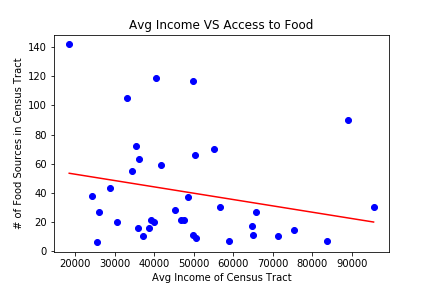 Avg Income VS Access to Food
# of Food Sources in Census Tract
140
120
100
80
60
40
20
0
20000 30000 40000 50000 60000 70000 80000 90000
Avg Income of Census Tract